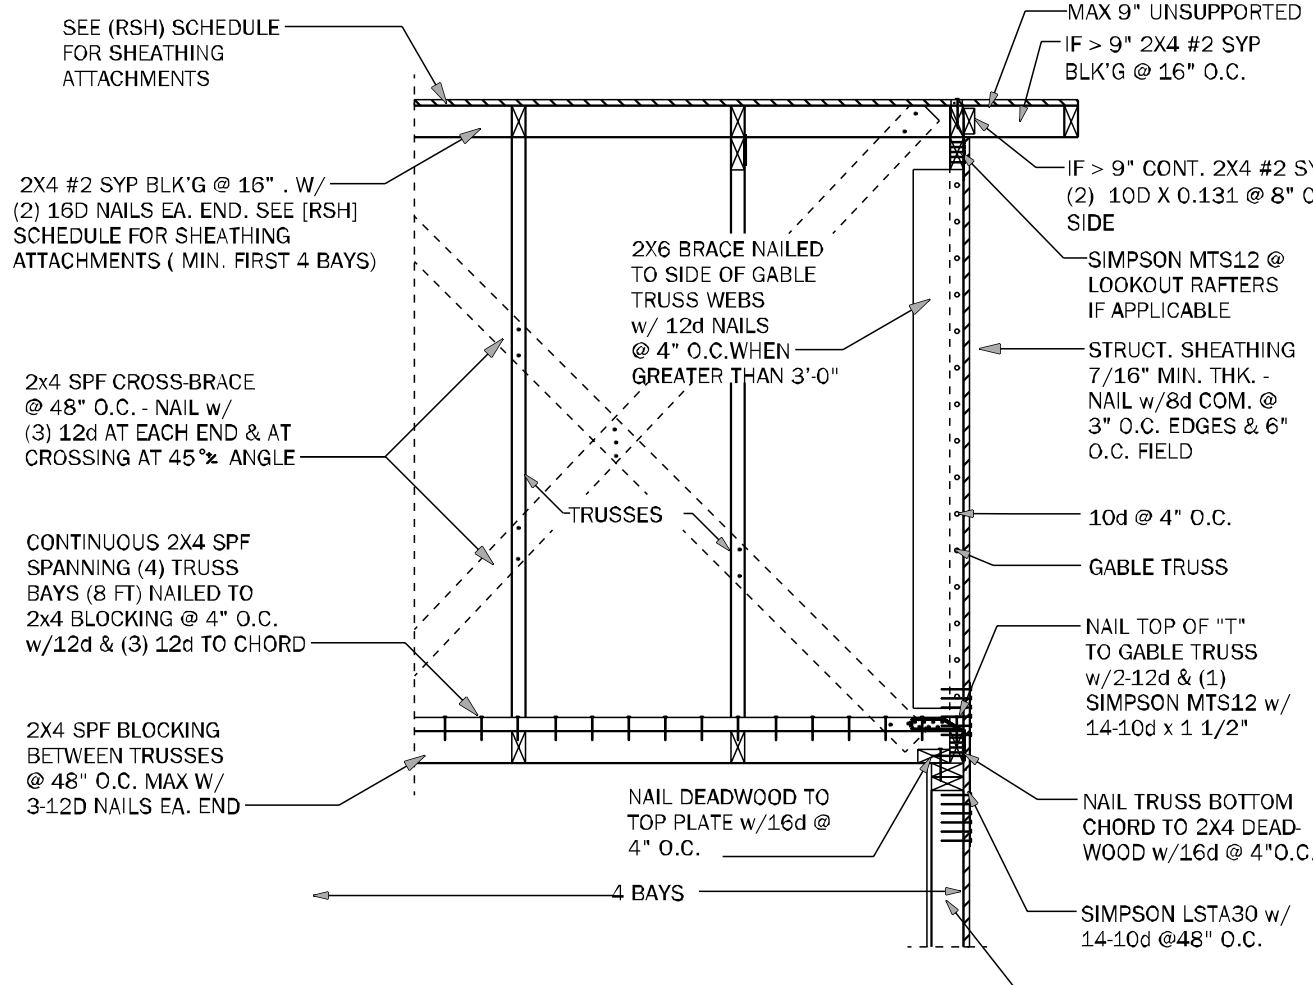 SEE (RSH) SCHEDULE
FOR SHEATHING
ATTACHMENTS
2X4 #2 SYP BLK'G @ 16" . W/
(2) 16D NAILS EA. END. SEE [RSH]
SCHEDULE FOR SHEATHING
ATTACHMENTS ( MIN. FIRST 4 BAYS)
2x4 SPF CROSS-BRACE
@ 48" O.C. - NAIL w/
(3) 12d AT EACH END & AT
CROSSING AT 45° ANGLE
CONTINUOUS 2X4 SPF
SPANNING (4) TRUSS
BAYS (8 FT) NAILED TO
2x4 BLOCKING @ 4" O.C.
w/12d & (3) 12d TO CHORD
2X4 SPF BLOCKING
BETWEEN TRUSSES
@ 48" O.C. MAX W/
3-12D NAILS EA. END
2X6 BRACE NAILED
TO SIDE OF GABLE
TRUSS WEBS
w/ 12d NAILS
@ 4" O.C.WHEN
GREATER THAN 3'-0"
TRUSSES
NAIL DEADWOOD TO
TOP PLATE w/16d @
4" O.C.
4 BAYS
MAX 9" UNSUPPORTED
IF > 9" 2X4 #2 SYP
BLK'G @ 16" O.C.
IF > 9" CONT. 2X4 #2 SY
(2) 10D X 0.131 @ 8" O
SIDE
SIMPSON MTS12 @
LOOKOUT RAFTERS
IF APPLICABLE
STRUCT. SHEATHING
7/16" MIN. THK. -
NAIL w/8d COM. @
3" O.C. EDGES & 6"
O.C. FIELD
10d @ 4" O.C.
GABLE TRUSS
NAIL TOP OF "T"
TO GABLE TRUSS
w/2-12d & (1)
SIMPSON MTS12 w/
14-10d x 1 1/2"
NAIL TRUSS BOTTOM
CHORD TO 2X4 DEAD-
WOOD w/16d @ 4"O.C.
SIMPSON LSTA30 w/
14-10d @48" O.C.